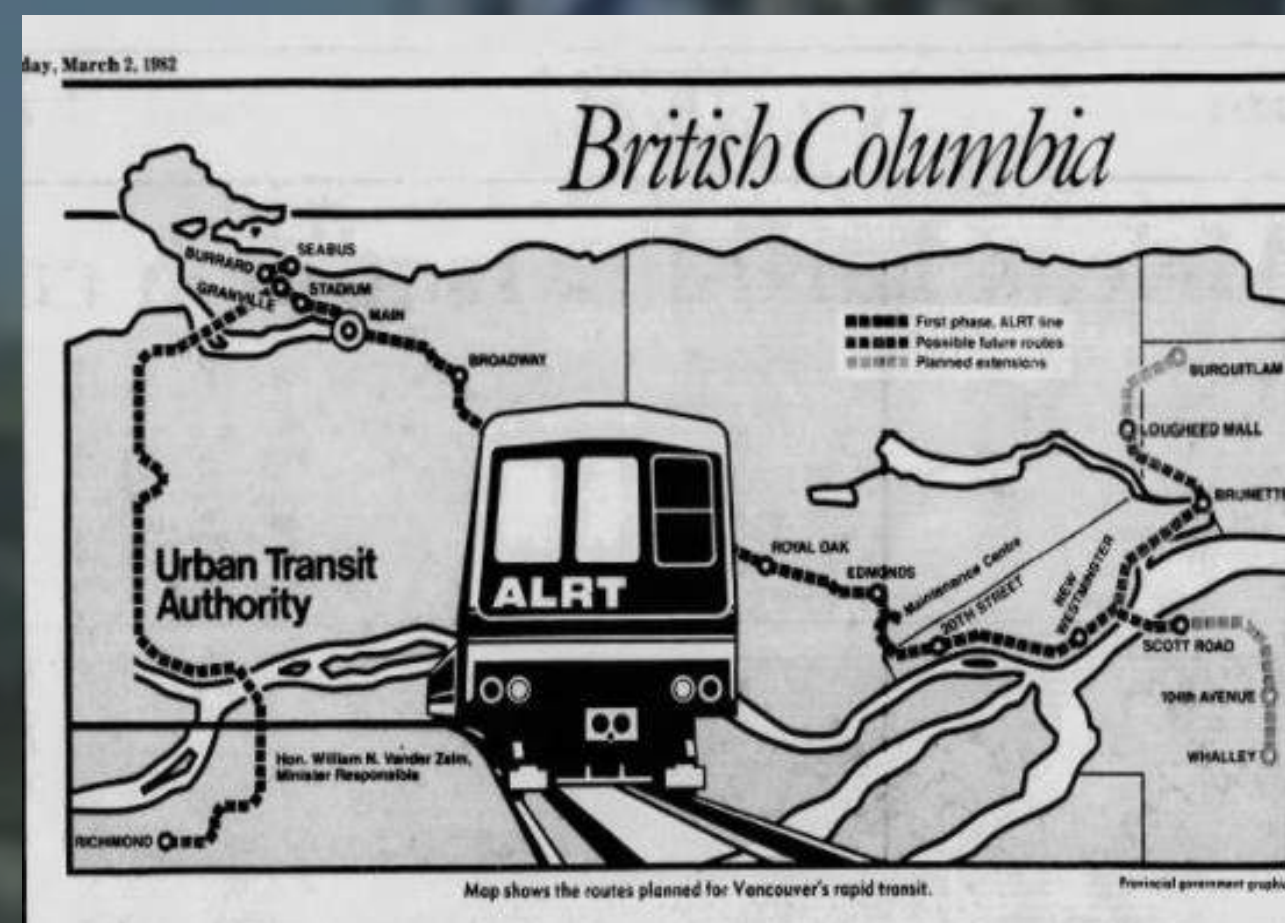 day, March 2, 1982
British Columbia
SEABUS
BURRARD
GRANVILLE
STADIUM
MAIN
BROADWAY
First phase, ALRT line
Possible future routes
Planned extensions
BURQUITLAM
LOUGHEED MALL
BRUNETTE
ROYAL OAK
EDMONDS
Maintenance Centre
20TH STREET
NEW
WESTMINSTER
SCOTT ROAD
104th AVENUE
WHALLEY
Urban Transit
Authority
ALRT
Hon. William N. Vander Zalm,
Minister Responsible
RICHMOND
Map shows the routes planned for Vancouver's rapid transit.
Provincial government graphic